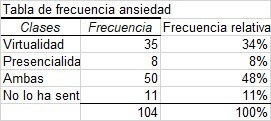 Tabla de frecuencia ansiedad
Clases Frecuencia Frecuencia relativa
Virtualidad 35 34%
Presencialida 8 8%
Ambas 50 48%
No lo ha sent 11 11%
104 100%